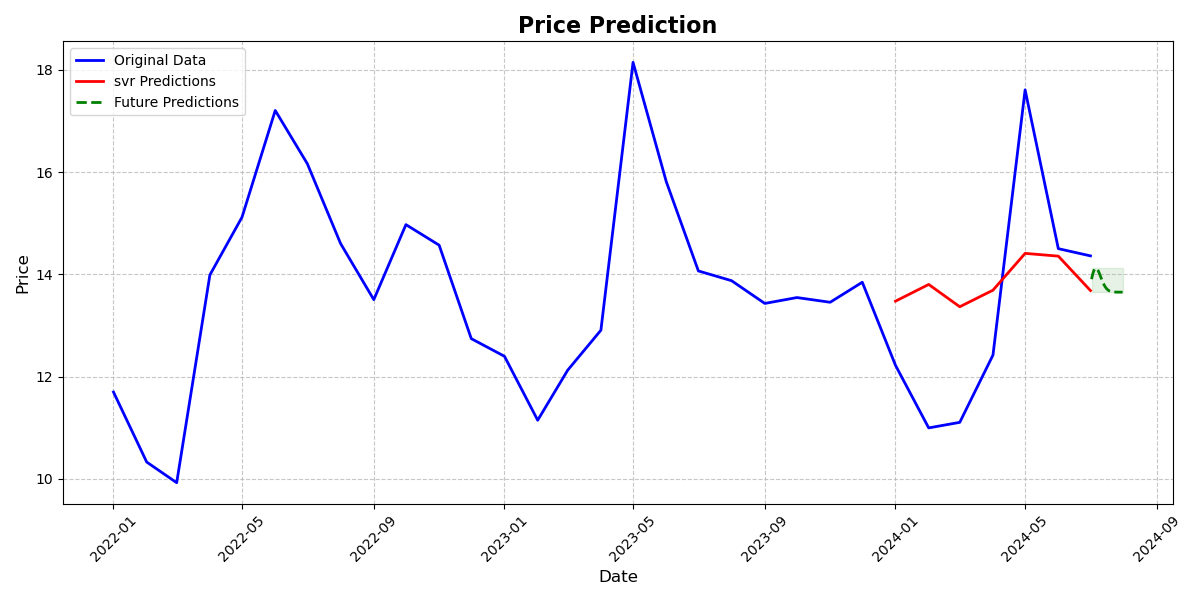 Price Prediction
Original Data
svr Predictions
Future Predictions
Price
18
16
14
12
10
2022-01
2022-05
2022-09
2023-01
2023-05
2023-09
2024-01
2024-05
2024-09
Date